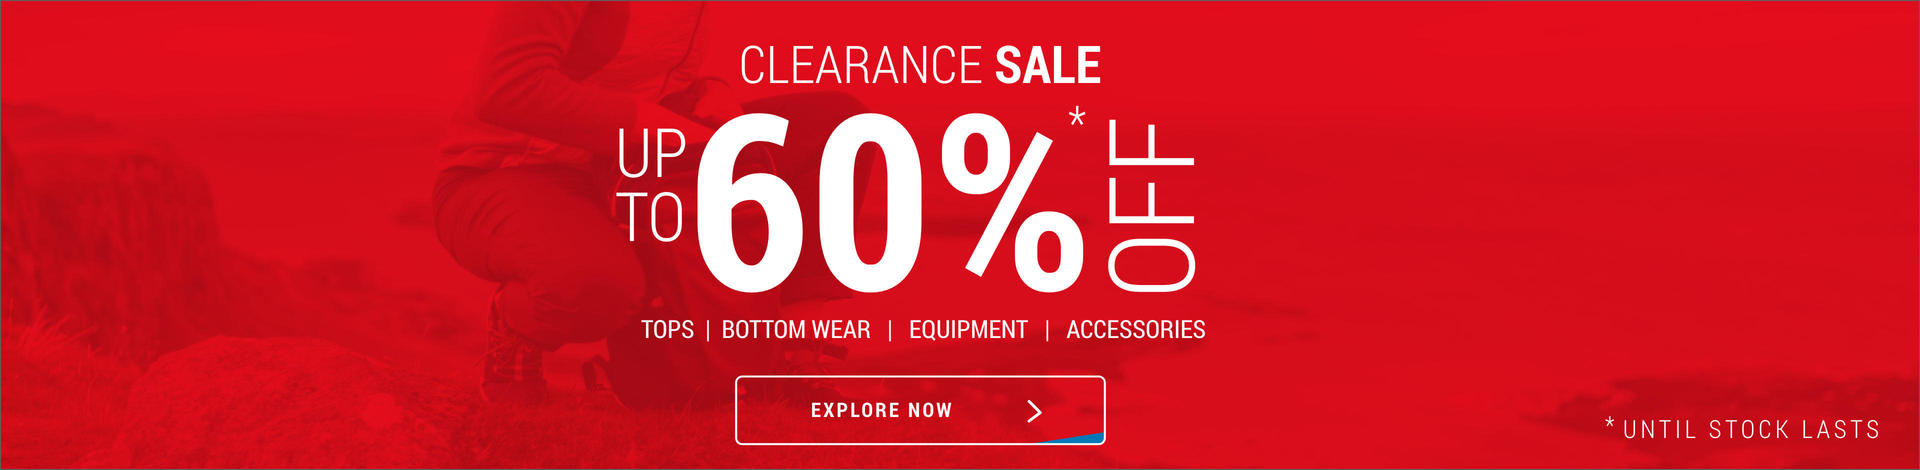 CLEARANCE SALE
UP TO 60%* OFF
TOPS | BOTTOM WEAR | EQUIPMENT | ACCESSORIES
EXPLORE NOW
*UNTIL STOCK LASTS